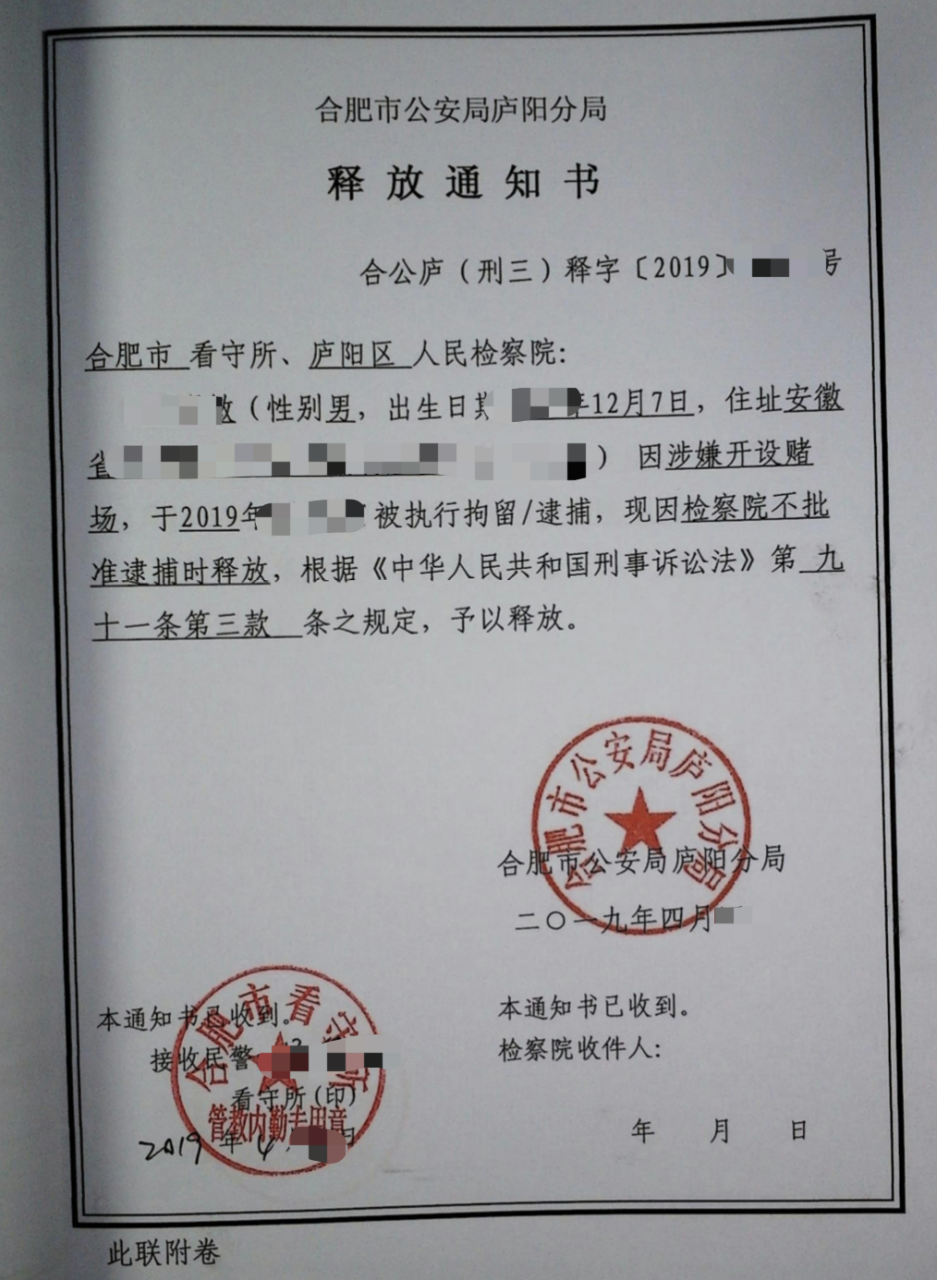 合肥市公安局庐阳分局
释放通知书
合公庐（刑三）释字〔2019〕 号
合肥市 看守所、庐阳区 人民检察院：
（性别男，出生日期 年12月7日，住址安徽
省 ） 因涉嫌开设赌
场，于2019年 被执行拘留/逮捕，现因检察院不批
准逮捕时释放，根据《中华人民共和国刑事诉讼法》第 九
十一条第三款 条之规定，予以释放。
合肥市公安局庐阳分局
合肥市公安局庐阳分局
二〇一九年四月
合肥市看守所
管教内勤专用章
本通知书已收到。
接收民警
看守所（印）
2019 年 4
本通知书已收到。
检察院收件人：
年 月 日
此联附卷